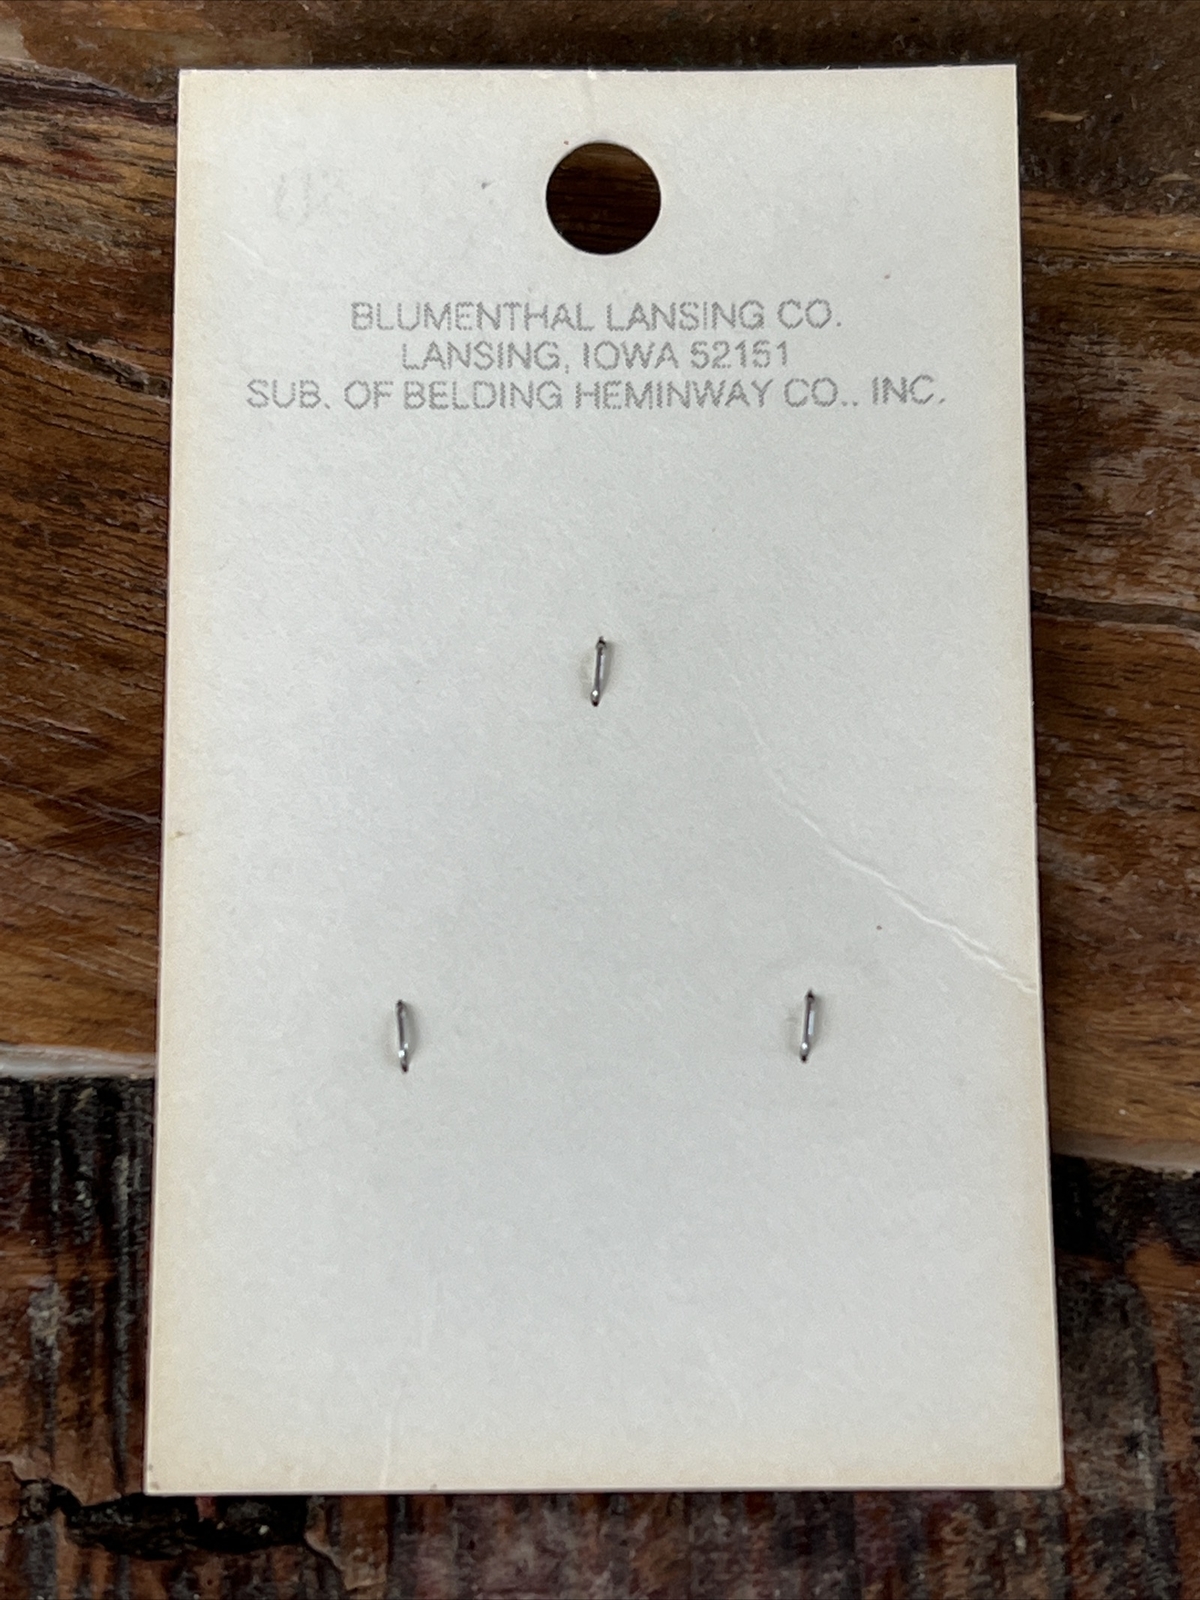 BLUMENTHAL LANSING CO.
LANSING, IOWA 52151
SUB. OF BELDING HEMINWAY CO., INC.